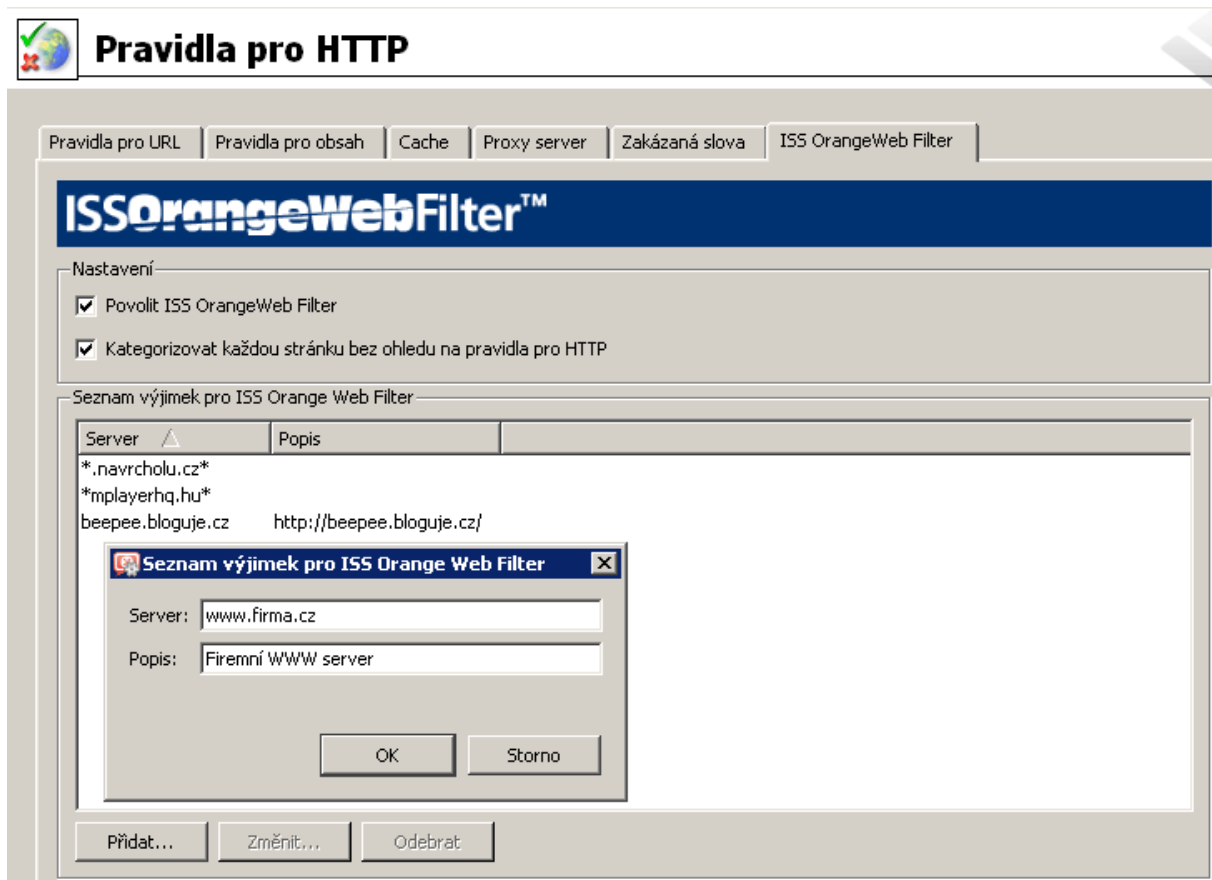 Pravidla pro HTTP
Pravidla pro URL Pravidla pro obsah Cache Proxy server Zakázaná slova ISS OrangeWeb Filter
ISSOrangeWebFilter™
Nastavení
Povolit ISS OrangeWeb Filter
Kategorizovat každou stránku bez ohledu na pravidla pro HTTP
Seznam výjimek pro ISS Orange Web Filter
Server Popis
*.navrcholu.cz*
*mplayerhq.hu*
beepee.bloguje.cz http://beepee.bloguje.cz/
Seznam výjimek pro ISS Orange Web Filter
Server: www.firma.cz
Popis: Firemní WWW server
OK Storno
Přidat... Změnit... Odebrat